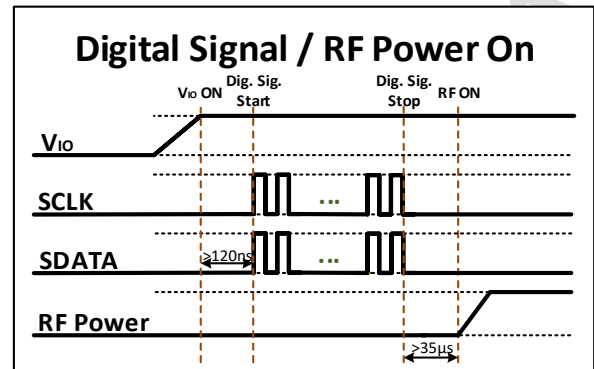 Digital Signal / RF Power On
VIO ON
Dig. Sig.
Start
Dig. Sig.
Stop
RF ON
VIO
SCLK
...
SDATA
...
>120ns
RF Power
>35µs